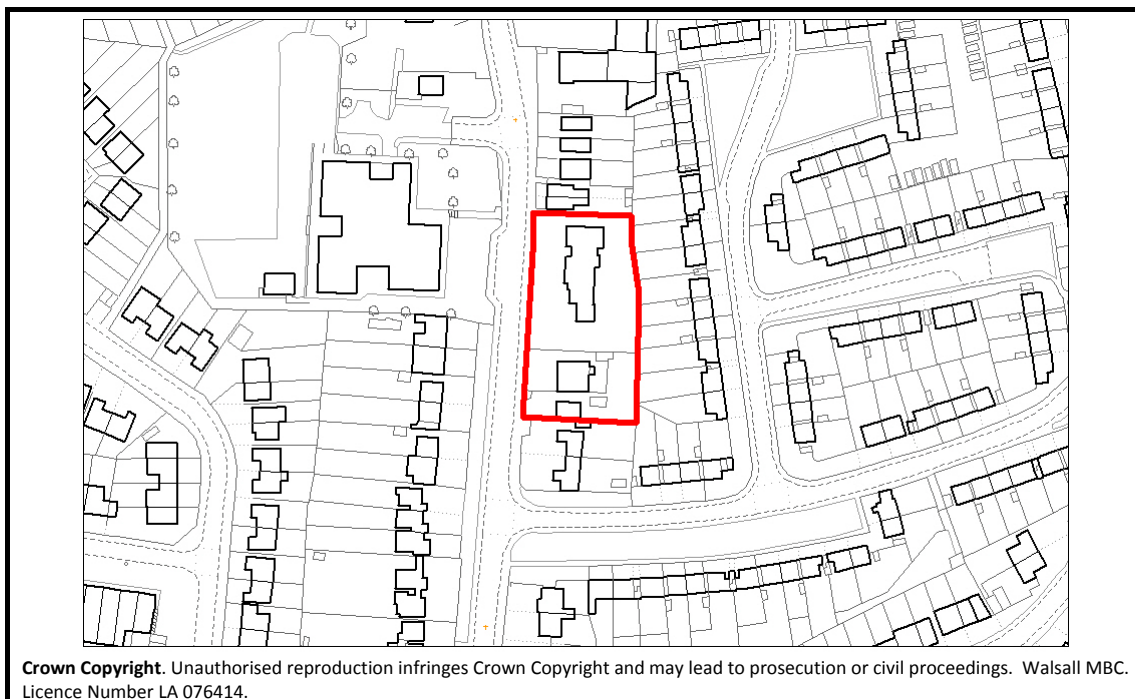 Crown Copyright. Unauthorised reproduction infringes Crown Copyright and may lead to prosecution or civil proceedings.  Walsall MBC.
Licence Number LA 076414.